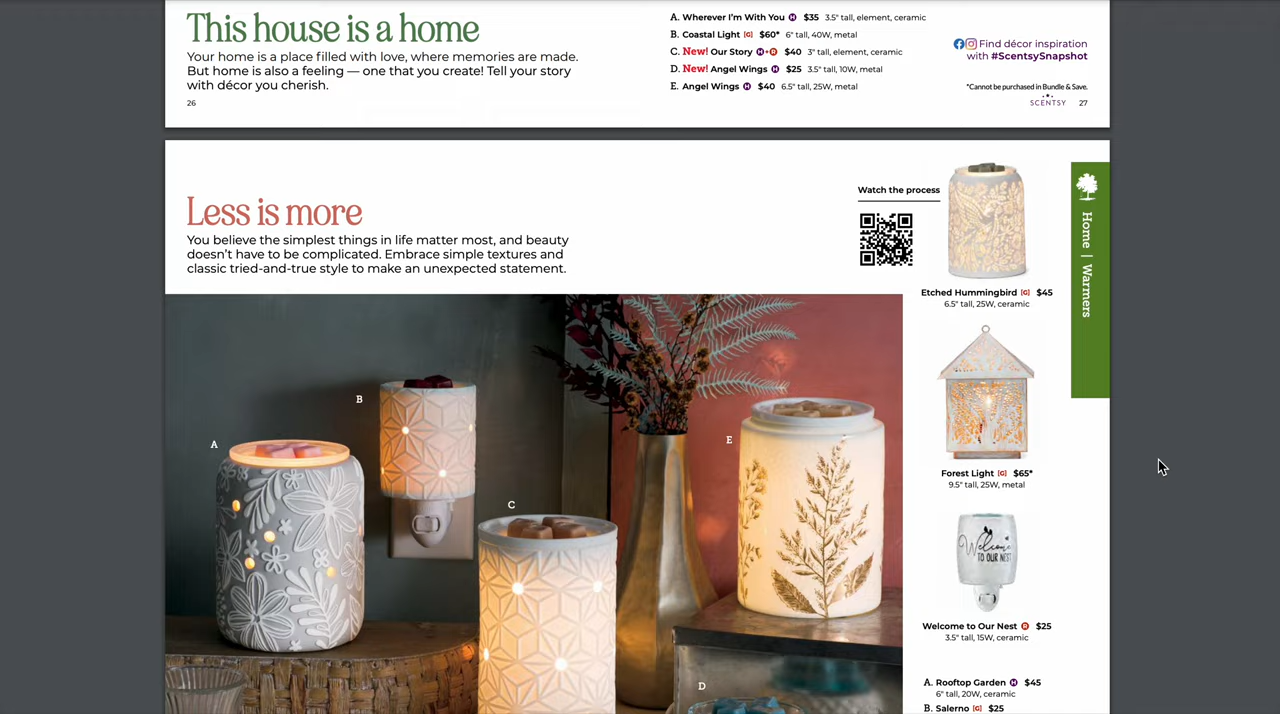 This house is a home
Your home is a place filled with love, where memories are made.
But home is also a feeling — one that you create! Tell your story
with décor you cherish.
26
A. Wherever I'm With You H $35 3.5" tall, element, ceramic
B. Coastal Light [G] $60* 6" tall, 40W, metal
C. New! Our Story H+R $40 3" tall, element, ceramic
D. New! Angel Wings H $25 3.5" tall, 10W, metal
E. Angel Wings H $40 6.5" tall, 25W, metal
Find décor inspiration
with #ScentsySnapshot
*Cannot be purchased in Bundle & Save.
SCENTSY 27
Less is more
You believe the simplest things in life matter most, and beauty
doesn't have to be complicated. Embrace simple textures and
classic tried-and-true style to make an unexpected statement.
Watch the process
Etched Hummingbird [G] $45
6.5" tall, 25W, ceramic
Home | Warmers
Forest Light [G] $65*
9.5" tall, 25W, metal
A
B
C
D
E
Welcome
TO OUR NEST
Welcome to Our Nest R $25
3.5" tall, 15W, ceramic
A. Rooftop Garden H $45
6" tall, 20W, ceramic
B. Salerno [G] $25